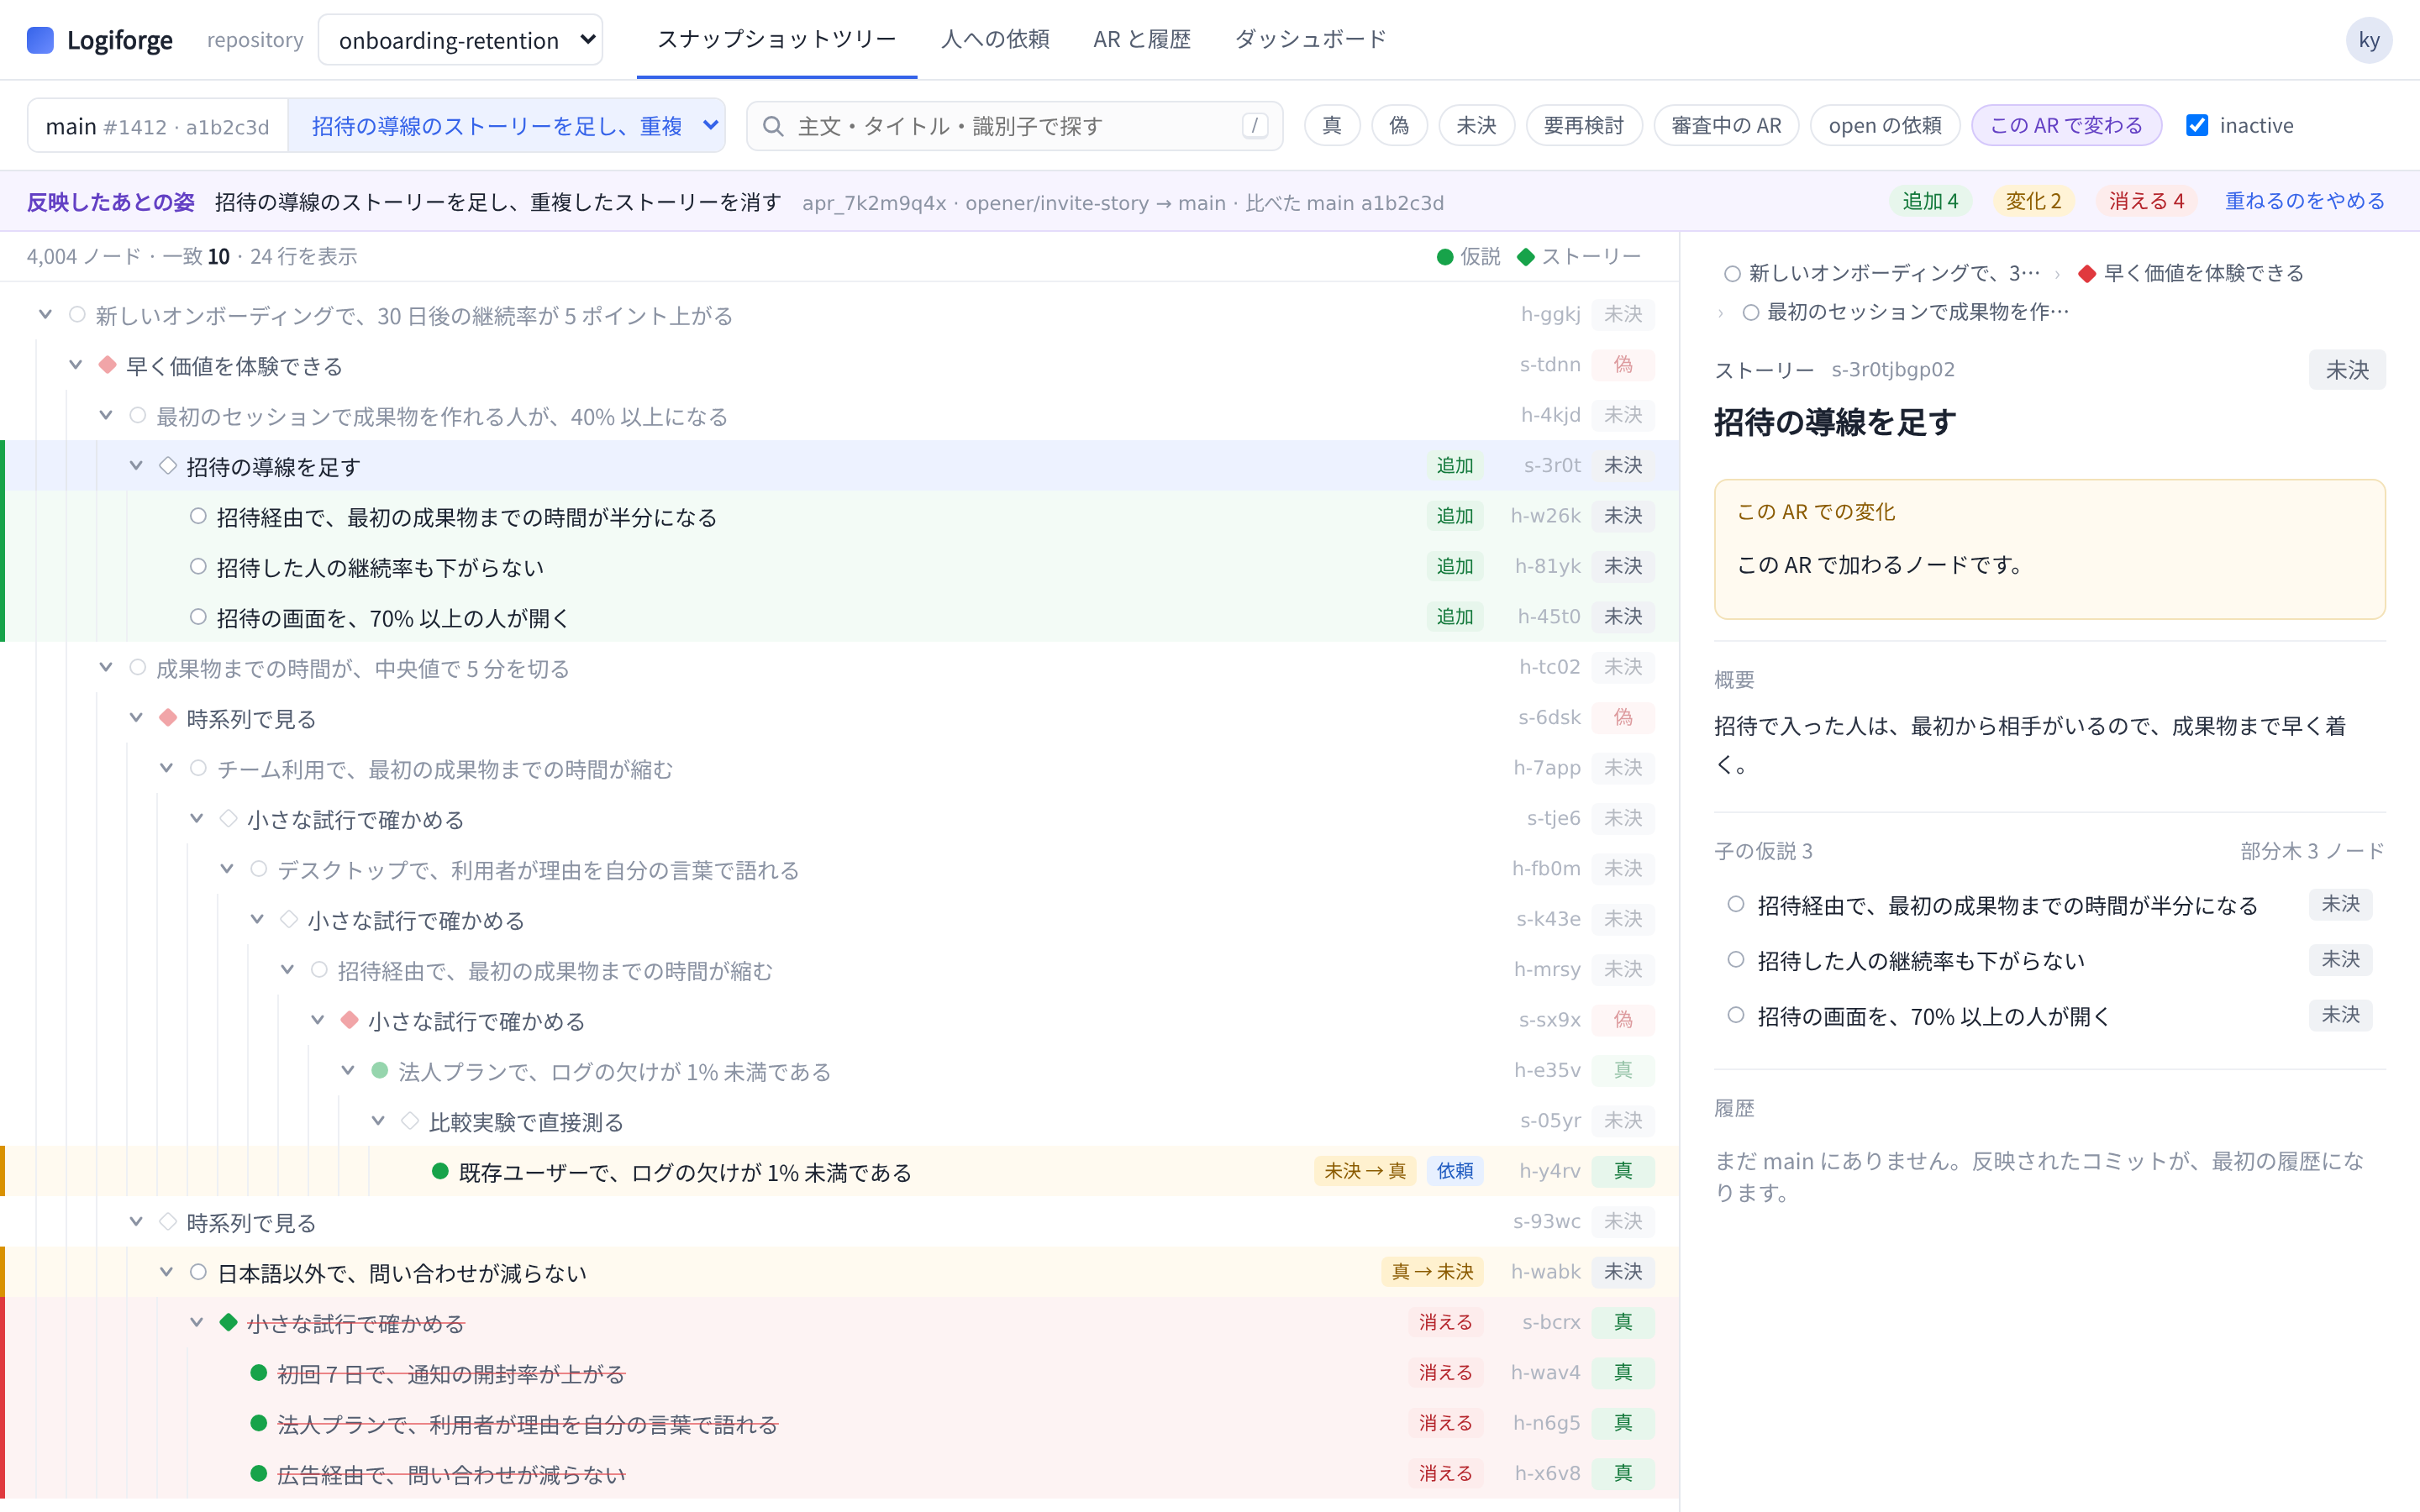 Logiforge repository onboarding-retention スナップショットツリー 人への依頼 AR と履歴 ダッシュボード ky
main #1412 · a1b2c3d 招待の導線のストーリーを足し、重複 主文・タイトル・識別子で探す / 真 偽 未決 要再検討 審査中の AR open の依頼 この AR で変わる inactive
反映したあとの姿 招待の導線のストーリーを足し、重複したストーリーを消す apr_7k2m9q4x · opener/invite-story → main · 比べた main a1b2c3d 追加 4 変化 2 消える 4 重ねるのをやめる
4,004 ノード · 一致 10 · 24 行を表示 仮説 ストーリー
新しいオンボーディングで、30 日後の継続率が 5 ポイント上がる h-ggkj 未決
早く価値を体験できる s-tdnn 偽
最初のセッションで成果物を作れる人が、40% 以上になる h-4kjd 未決
招待の導線を足す 追加 s-3r0t 未決
招待経由で、最初の成果物までの時間が半分になる 追加 h-w26k 未決
招待した人の継続率も下がらない 追加 h-81yk 未決
招待の画面を、70% 以上の人が開く 追加 h-45t0 未決
成果物までの時間が、中央値で 5 分を切る h-tc02 未決
時系列で見る s-6dsk 偽
チーム利用で、最初の成果物までの時間が縮む h-7app 未決
小さな試行で確かめる s-tje6 未決
デスクトップで、利用者が理由を自分の言葉で語れる h-fb0m 未決
小さな試行で確かめる s-k43e 未決
招待経由で、最初の成果物までの時間が縮む h-mrsy 未決
小さな試行で確かめる s-sx9x 偽
法人プランで、ログの欠けが 1% 未満である h-e35v 真
比較実験で直接測る s-05yr 未決
既存ユーザーで、ログの欠けが 1% 未満である 未決 → 真 依頼 h-y4rv 真
時系列で見る s-93wc 未決
日本語以外で、問い合わせが減らない 真 → 未決 h-wabk 未決
小さな試行で確かめる 消える s-bcrx 真
初回 7 日で、通知の開封率が上がる 消える h-wav4 真
法人プランで、利用者が理由を自分の言葉で語れる 消える h-n6g5 真
広告経由で、問い合わせが減らない 消える h-x6v8 真
新しいオンボーディングで、3… › 早く価値を体験できる
› 最初のセッションで成果物を作…
ストーリー s-3r0tjbgp02 未決
招待の導線を足す
この AR での変化
この AR で加わるノードです。
概要
招待で入った人は、最初から相手がいるので、成果物まで早く着
く。
子の仮説 3 部分木 3 ノード
招待経由で、最初の成果物までの時間が半分になる 未決
招待した人の継続率も下がらない 未決
招待の画面を、70% 以上の人が開く 未決
履歴
まだ main にありません。反映されたコミットが、最初の履歴にな
ります。